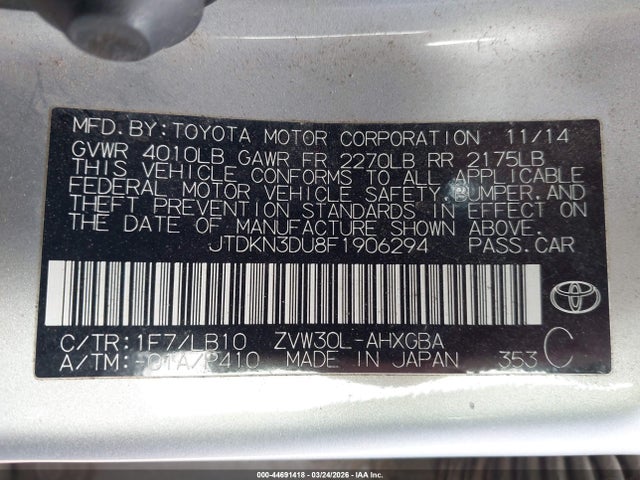 MFD.BY:TOYOTA MOTOR CORPORATION 11/14
GVWR 4010LB GAWR FR 2270LB RR 2175LB
THIS VEHICLE CONFORMS TO ALL APPLICABLE
FEDERAL MOTOR VEHICLE SAFETY, BUMPER, AND
THEFT PREVENTION STANDARDS IN EFFECT ON
THE DATE OF MANUFACTURE SHOWN ABOVE.
JTDKN3DU8F1906294 PASS.CAR
C/TR:1F7/LB10 ZVW30L-AHXGBA
A/TM:-01A/P410 MADE IN JAPAN 353 C
000-44691418 | 03/24/2026 | IAA Inc.